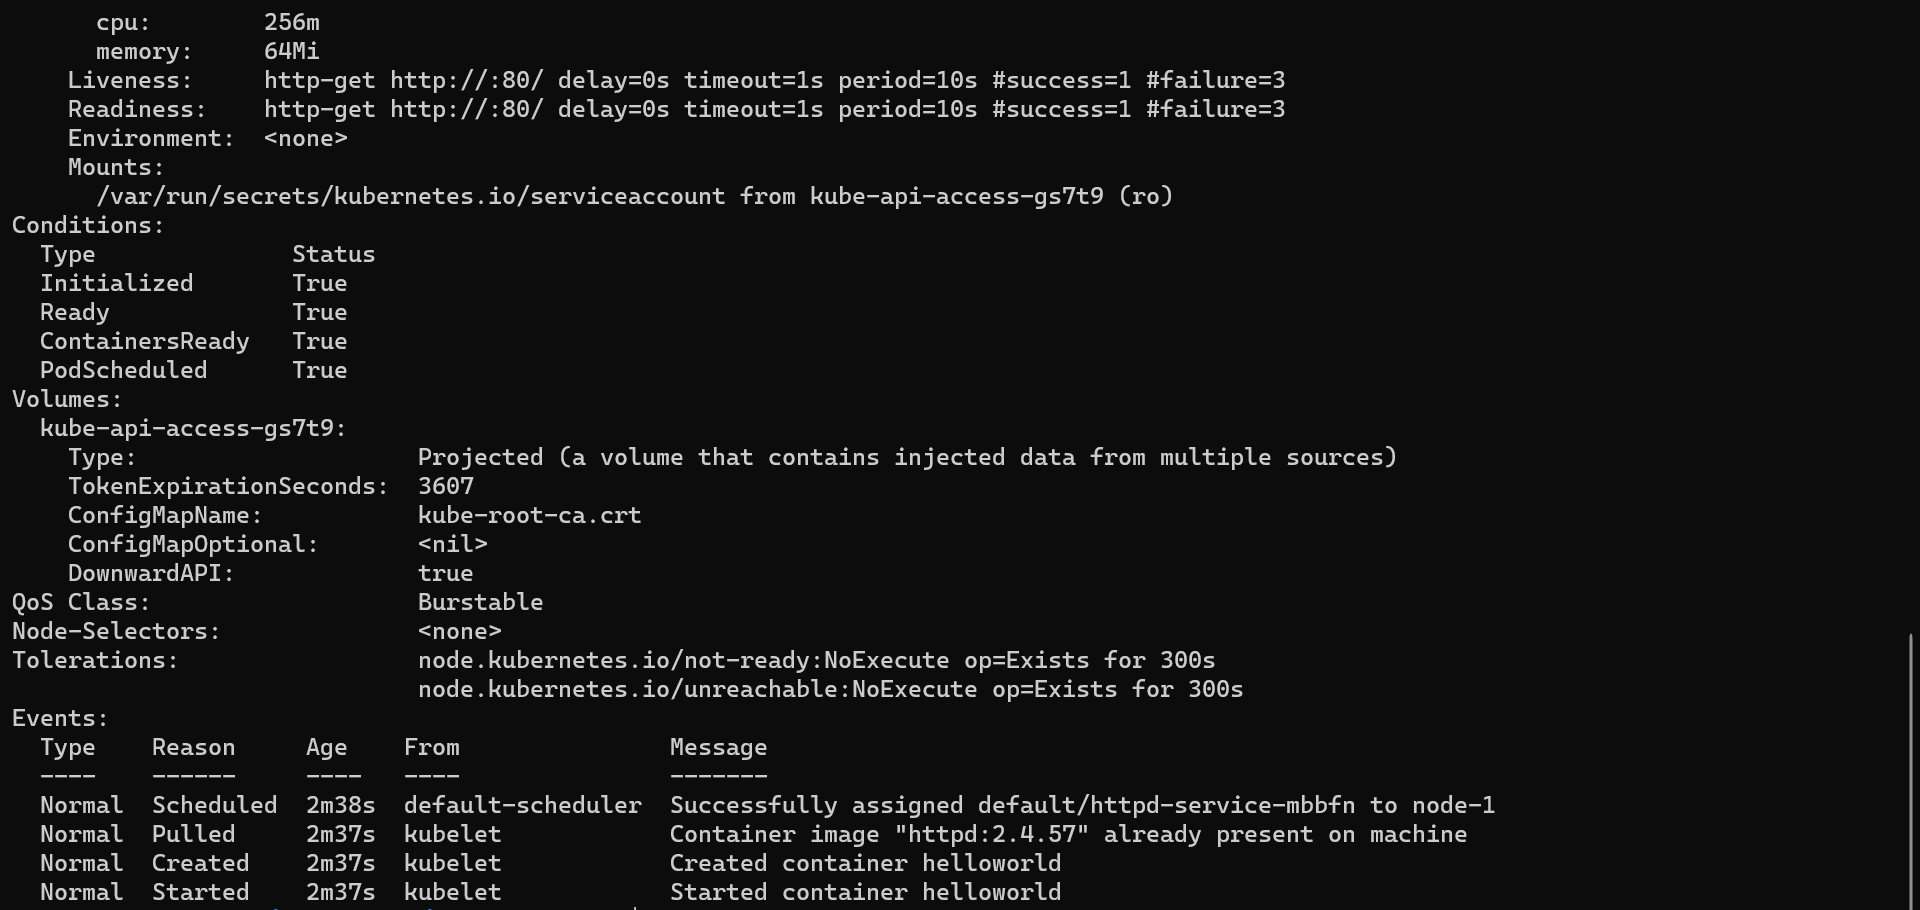 cpu: 256m
memory: 64Mi
Liveness: http-get http://:80/ delay=0s timeout=1s period=10s #success=1 #failure=3
Readiness: http-get http://:80/ delay=0s timeout=1s period=10s #success=1 #failure=3
Environment: <none>
Mounts:
/var/run/secrets/kubernetes.io/serviceaccount from kube-api-access-gs7t9 (ro)
Conditions:
Type Status
Initialized True
Ready True
ContainersReady True
PodScheduled True
Volumes:
kube-api-access-gs7t9:
Type: Projected (a volume that contains injected data from multiple sources)
TokenExpirationSeconds: 3607
ConfigMapName: kube-root-ca.crt
ConfigMapOptional: <nil>
DownwardAPI: true
QoS Class: Burstable
Node-Selectors: <none>
Tolerations: node.kubernetes.io/not-ready:NoExecute op=Exists for 300s
node.kubernetes.io/unreachable:NoExecute op=Exists for 300s
Events:
Type Reason Age From Message
---- ------ ---- ---- -------
Normal Scheduled 2m38s default-scheduler Successfully assigned default/httpd-service-mbbfn to node-1
Normal Pulled 2m37s kubelet Container image "httpd:2.4.57" already present on machine
Normal Created 2m37s kubelet Created container helloworld
Normal Started 2m37s kubelet Started container helloworld